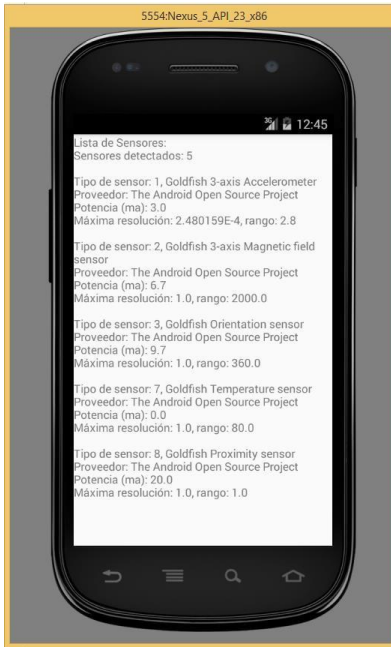 5554:Nexus_5_API_23_x86
3G 12:45
Lista de Sensores:
Sensores detectados: 5
Tipo de sensor: 1, Goldfish 3-axis Accelerometer
Proveedor: The Android Open Source Project
Potencia (ma): 3.0
Máxima resolución: 2.480159E-4, rango: 2.8
Tipo de sensor: 2, Goldfish 3-axis Magnetic field
sensor
Proveedor: The Android Open Source Project
Potencia (ma): 6.7
Máxima resolución: 1.0, rango: 2000.0
Tipo de sensor: 3, Goldfish Orientation sensor
Proveedor: The Android Open Source Project
Potencia (ma): 9.7
Máxima resolución: 1.0, rango: 360.0
Tipo de sensor: 7, Goldfish Temperature sensor
Proveedor: The Android Open Source Project
Potencia (ma): 0.0
Máxima resolución: 1.0, rango: 80.0
Tipo de sensor: 8, Goldfish Proximity sensor
Proveedor: The Android Open Source Project
Potencia (ma): 20.0
Máxima resolución: 1.0, rango: 1.0